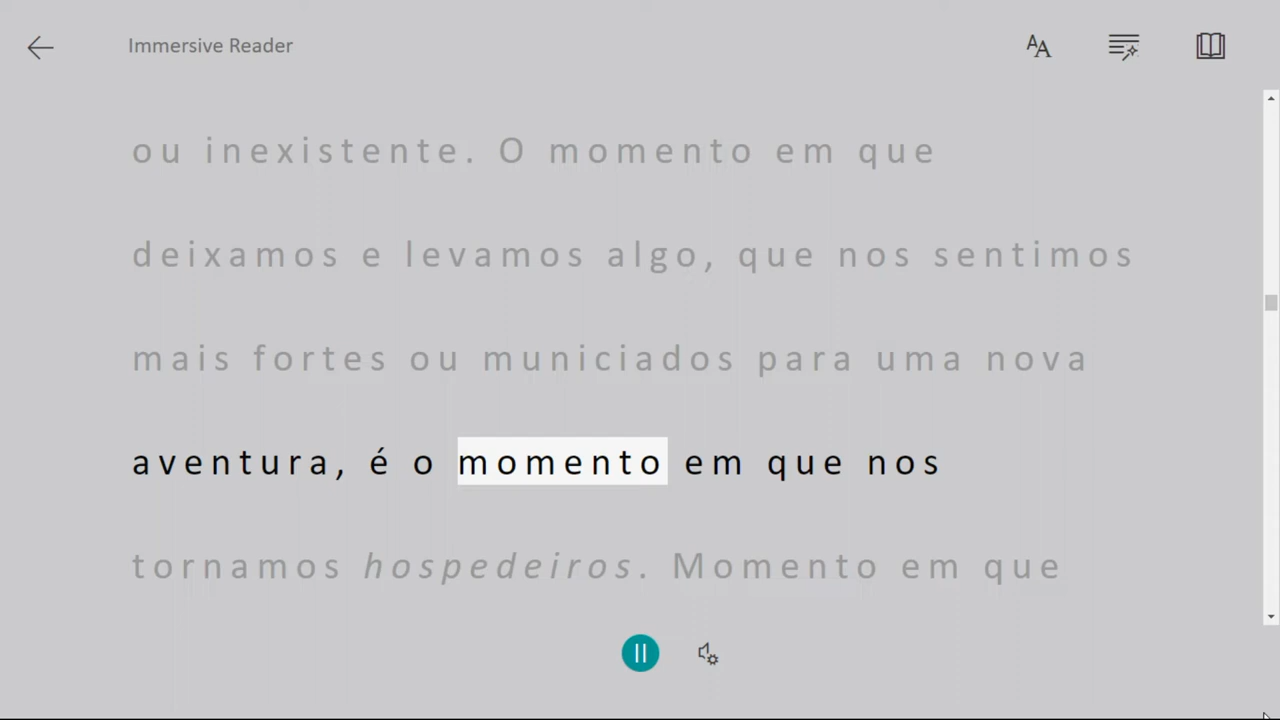 Immersive Reader
ou inexistente. O momento em que
deixamos e levamos algo, que nos sentimos
mais fortes ou municiados para uma nova
aventura, é o momento em que nos
tornamos hospedeiros. Momento em que